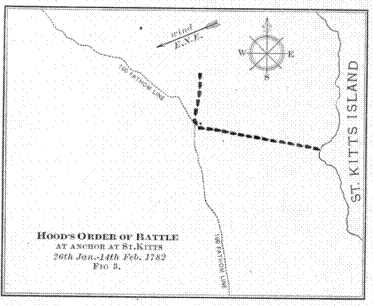 wind
E.N.E.
N
W
E
S
100 FATHOM LINE
ST. KITTS ISLAND
100 FATHOM LINE
HOOD'S ORDER OF BATTLE
AT ANCHOR AT ST. KITTS
26th Jan.-14th Feb. 1782
FIG 3.